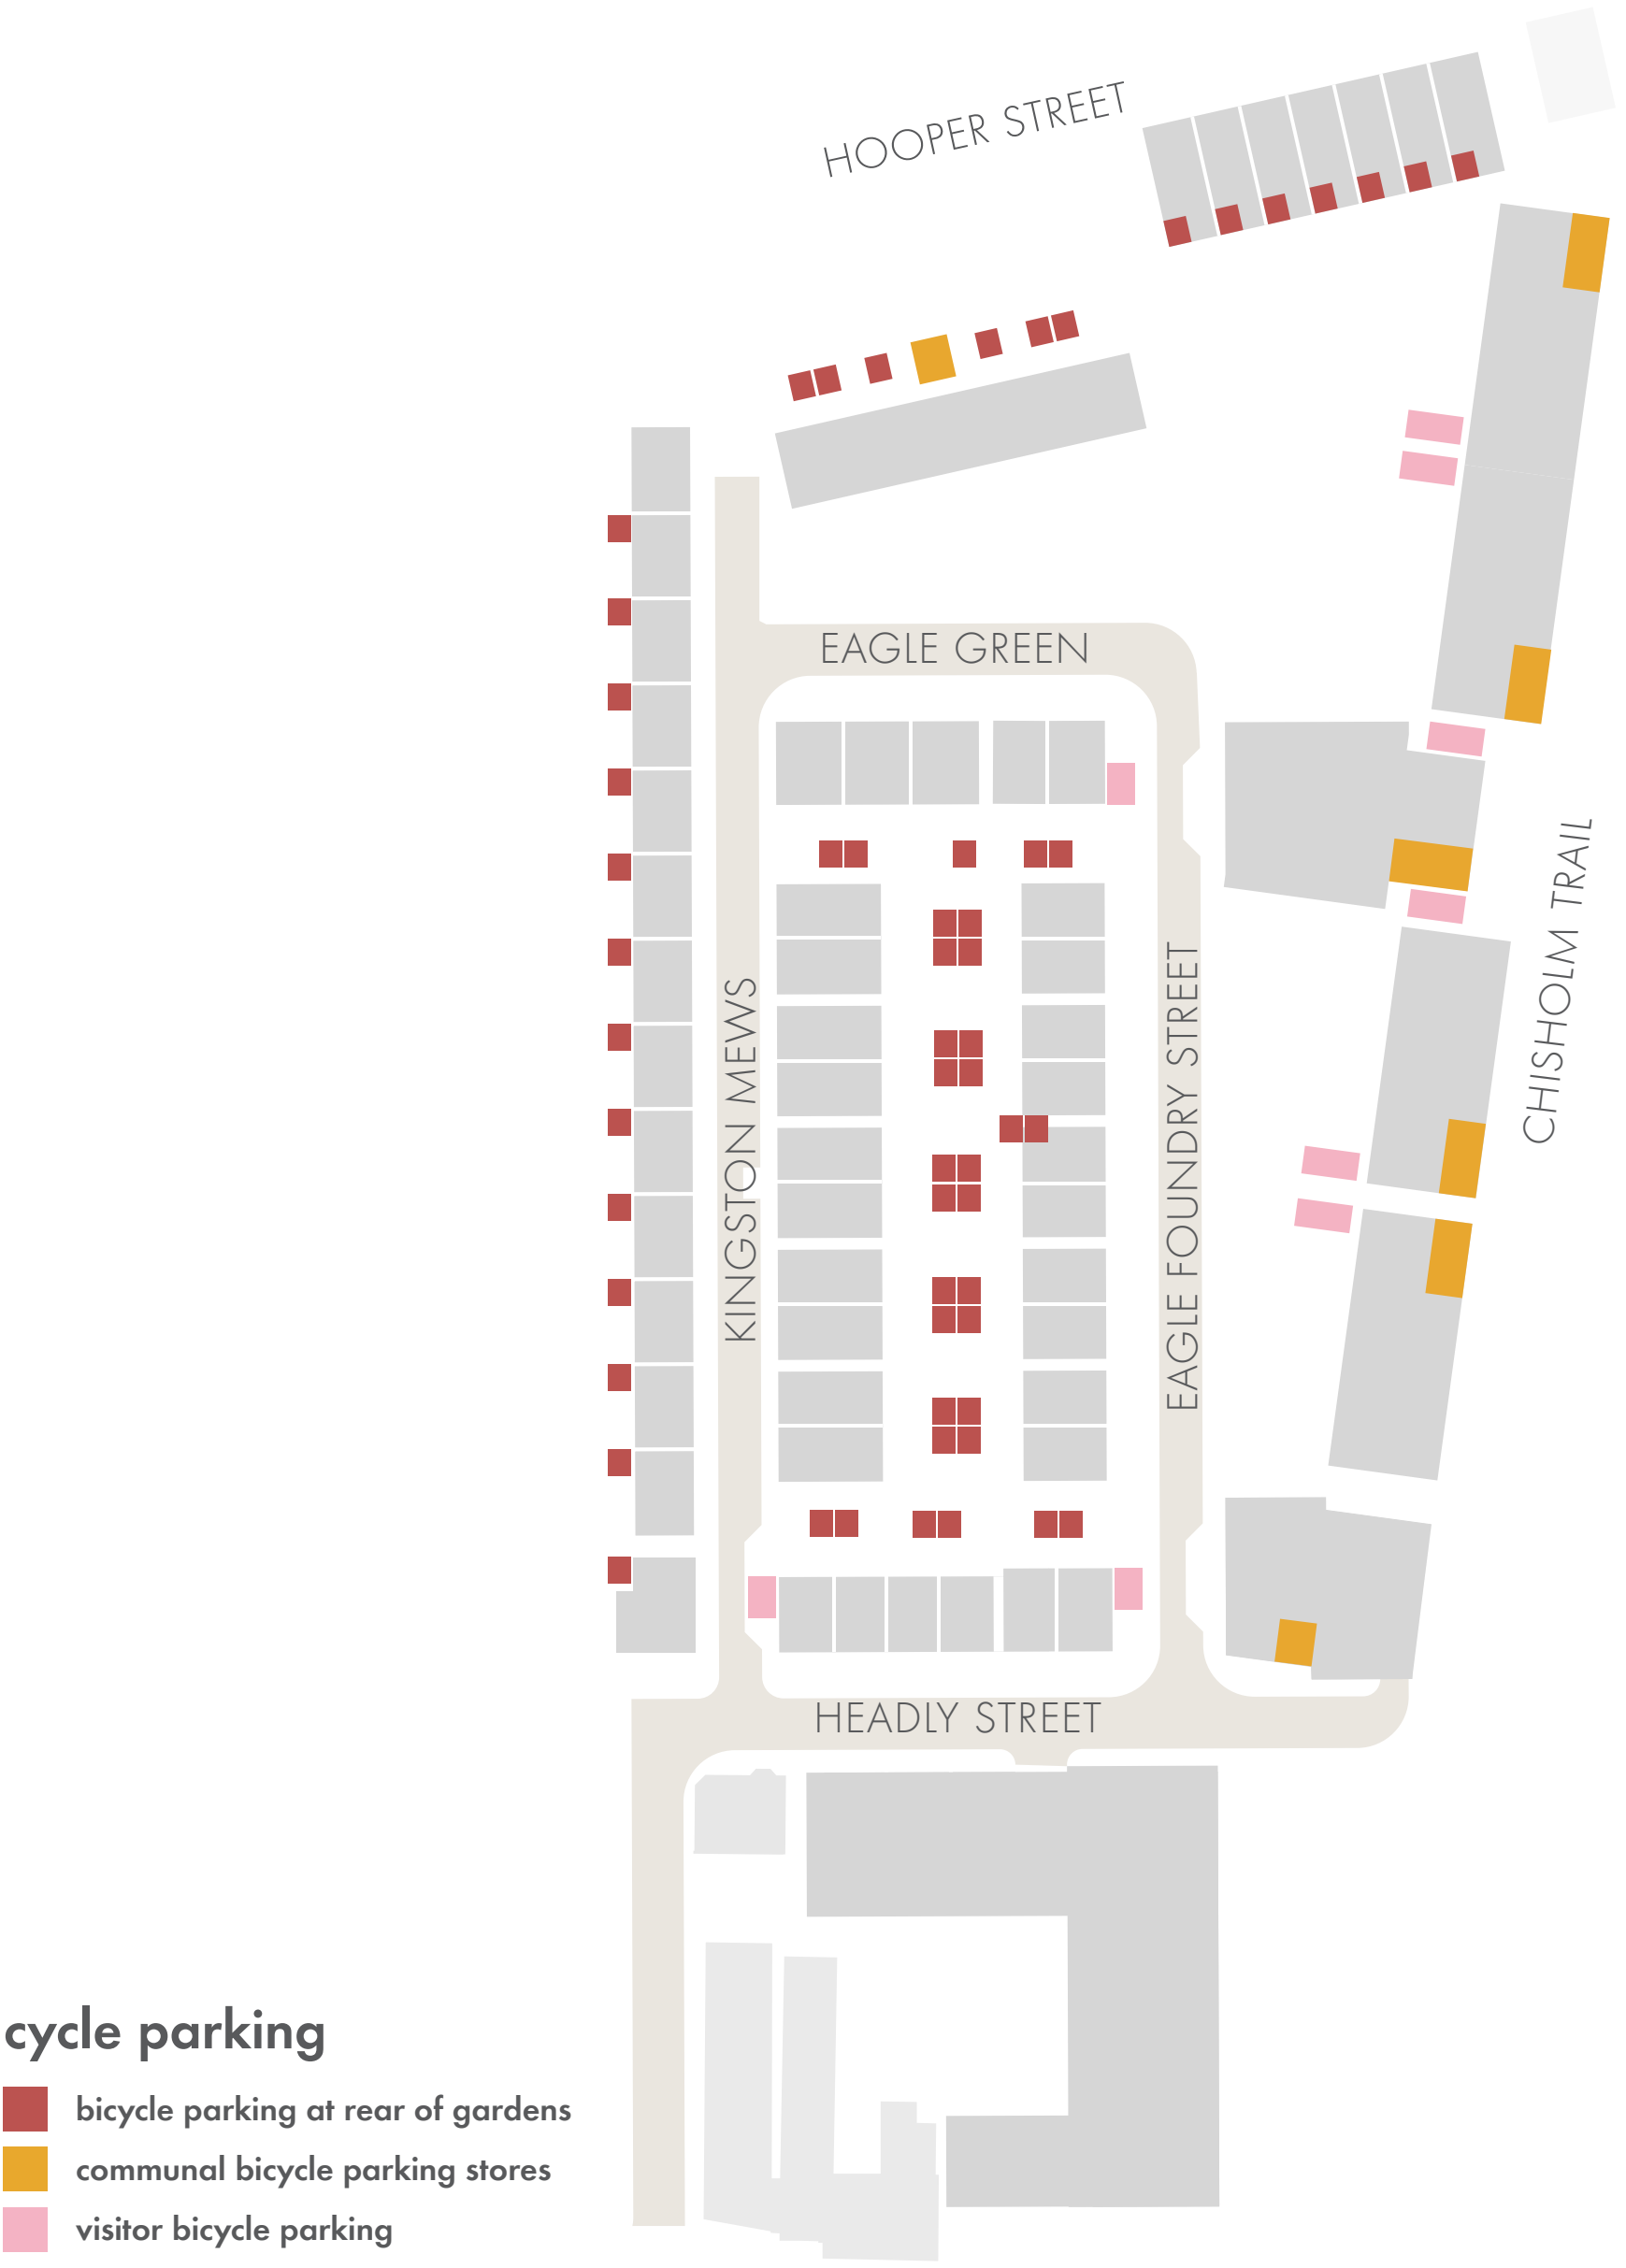 HOOPER STREET
EAGLE GREEN
CHISHOLM TRAIL
KINGSTON MEWS
EAGLE FOUNDRY STREET
HEADLY STREET
cycle parking
bicycle parking at rear of gardens
communal bicycle parking stores
visitor bicycle parking